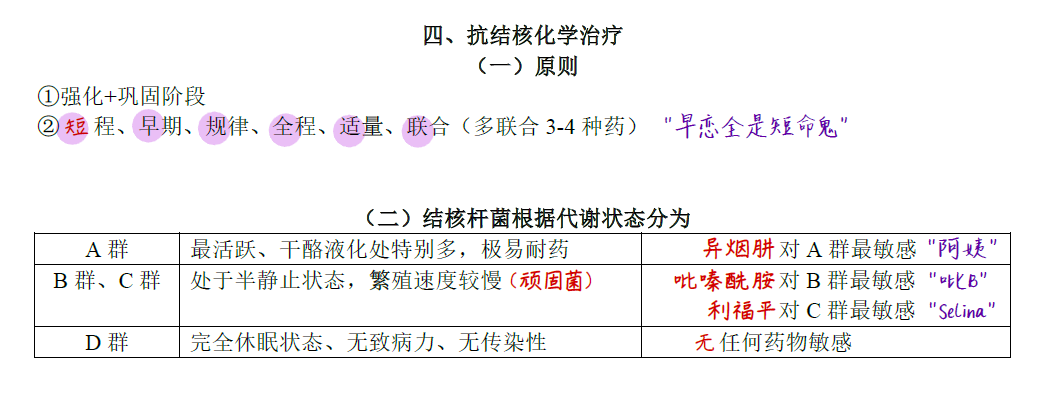 四、抗结核化学治疗
（一）原则
①强化+巩固阶段
②短程、早期、规律、全程、适量、联合（多联合 3-4 种药） "早恋全是短命鬼"
（二）结核杆菌根据代谢状态分为
A 群 最活跃、干酪液化处特别多，极易耐药 异烟肼对 A 群最敏感 "阿姨"
B 群、C 群 处于半静止状态，繁殖速度较慢（顽固菌） 吡嗪酰胺对 B 群最敏感 "吡B"
利福平对 C 群最敏感 "Selina"
D 群 完全休眠状态、无致病力、无传染性 无任何药物敏感